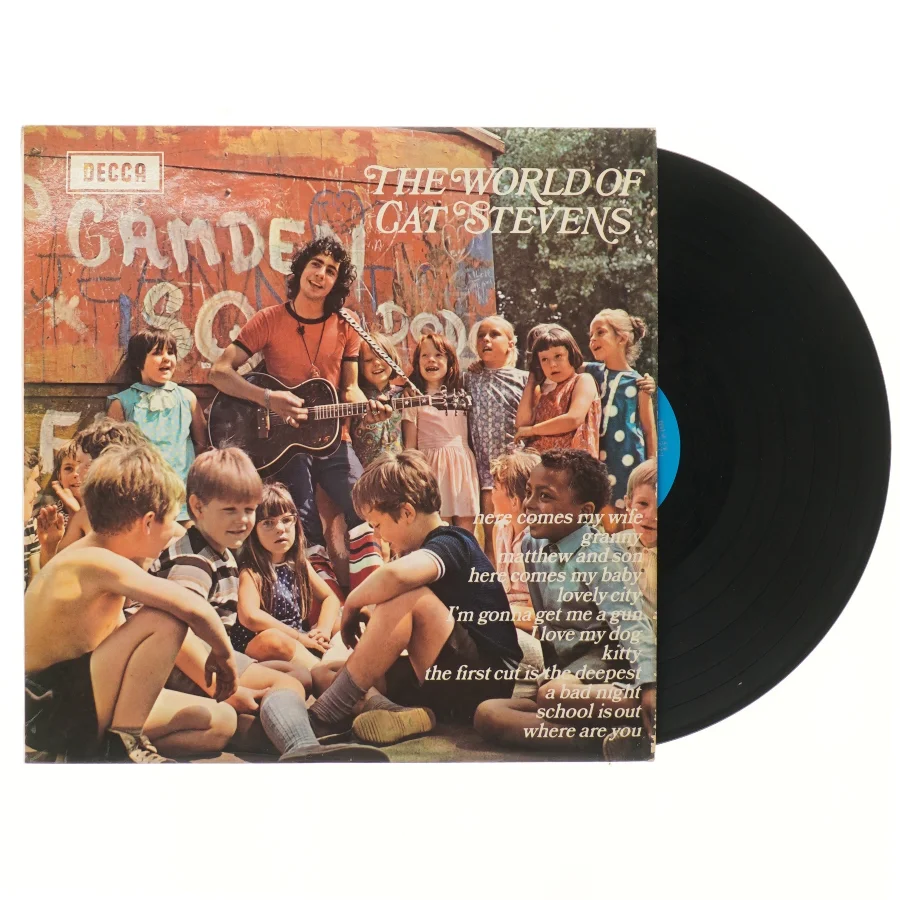 DECCA
THE WORLD OF
CAT STEVENS
CAMDEN
here comes my wife
granny
matthew and son
here comes my baby
lovely city
I'm gonna get me a gun
I love my dog
kitty
the first cut is the deepest
a bad night
school is out
where are you